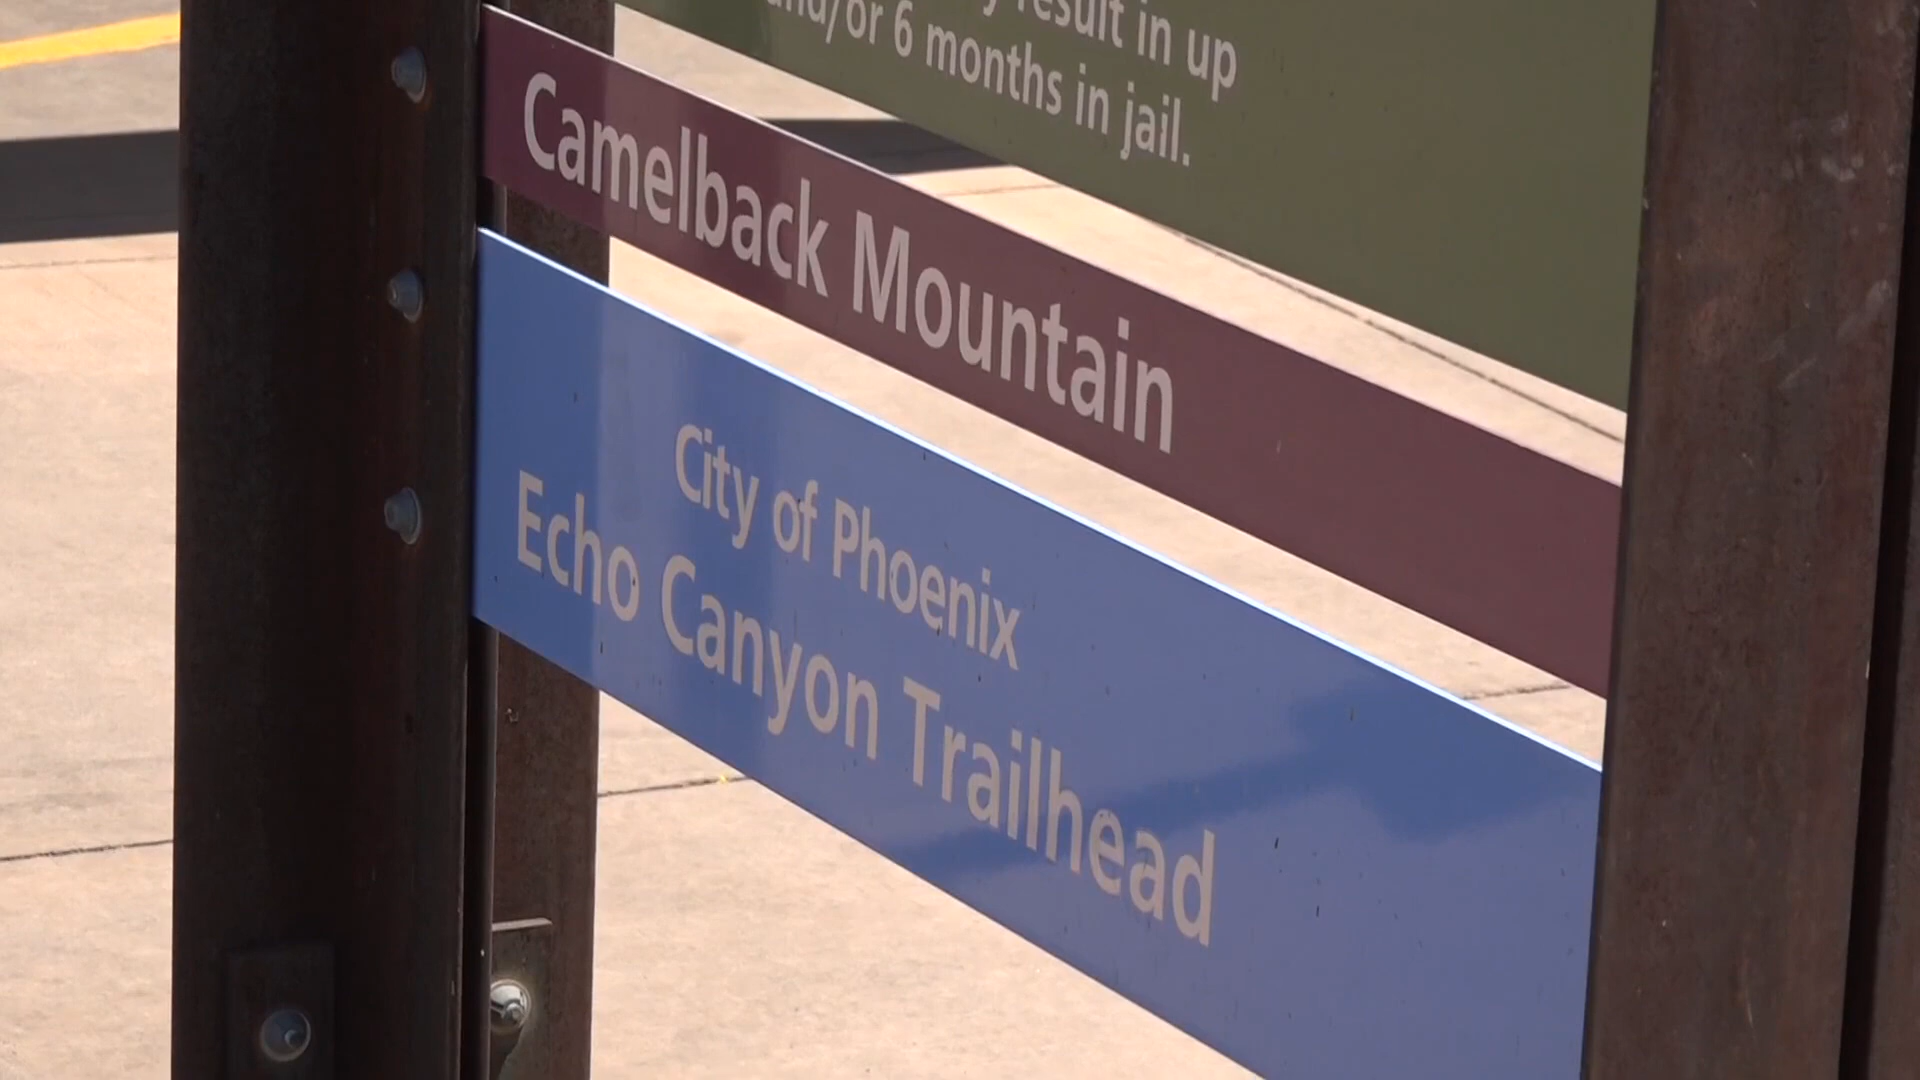 result in up
and/or 6 months in jail.
Camelback Mountain
City of Phoenix
Echo Canyon Trailhead